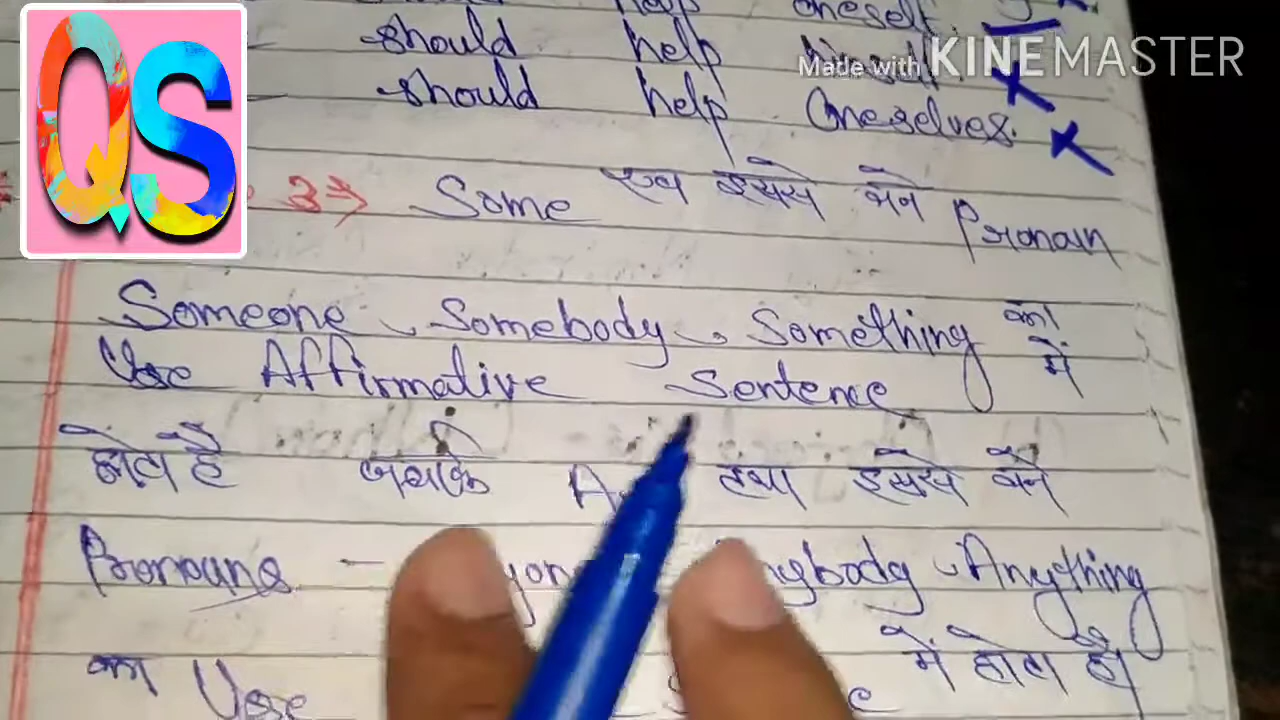 help oneself.
should help
Made with KINEMASTER
should help Oneselves. ×
QS
3⇒ Some एवं इससे बने Pronoun
Someone, Somebody, Something का
Use Affirmative Sentence में
होता है जबकि तथा इससे बने
Pronouns - Anything
का Use में होता है।